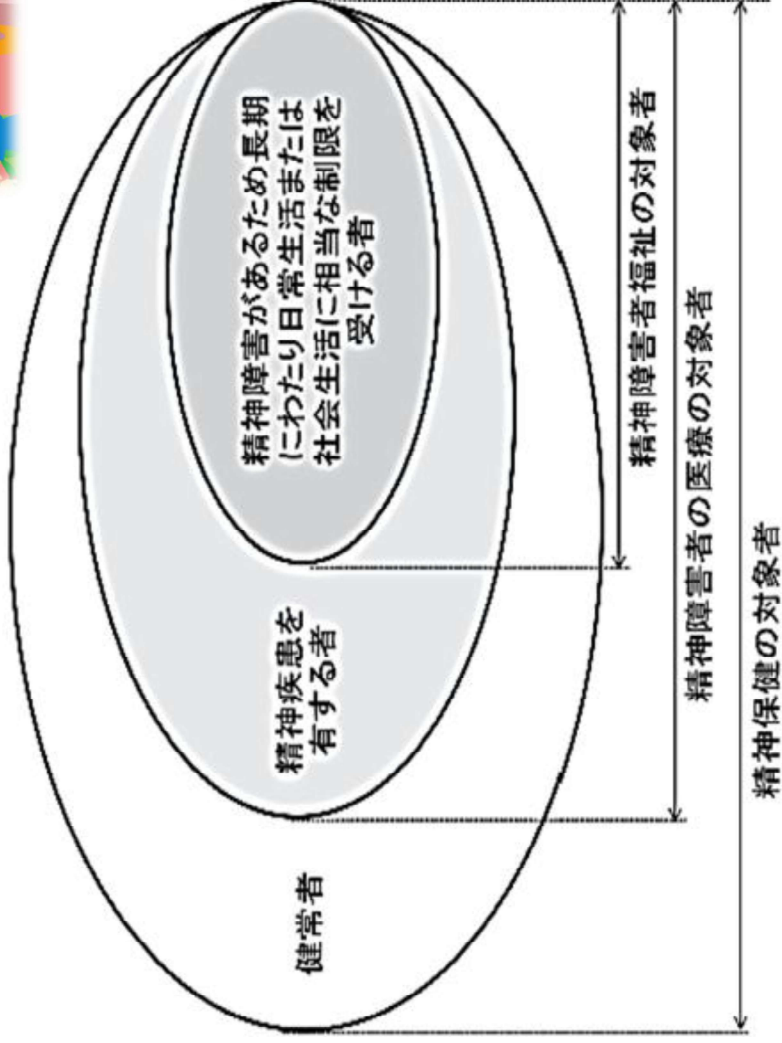 健常者
精神疾患を
有する者
精神障害があるため長期
にわたり日常生活または
社会生活に相当な制限を
受ける者
精神障害者福祉の対象者
精神障害者の医療の対象者
精神保健の対象者